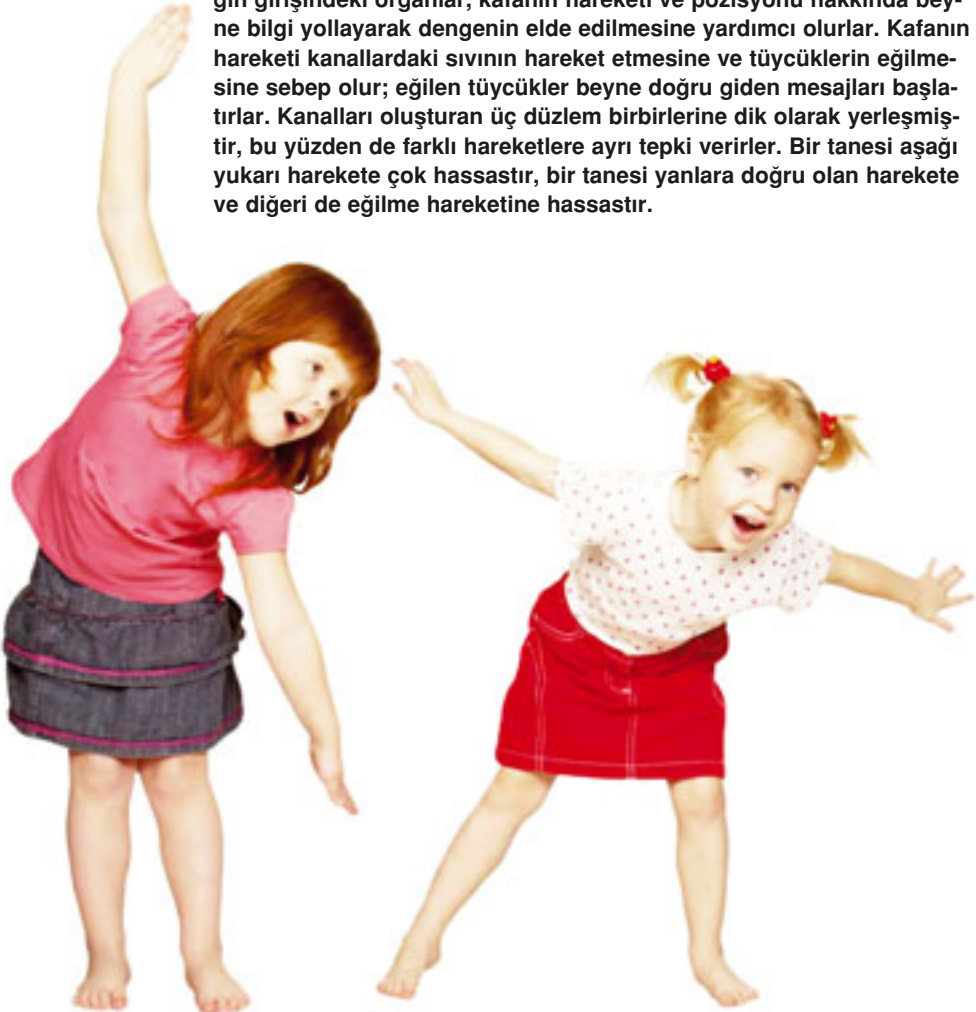 ğın girişindeki organlar, kafanın hareketi ve pozisyonu hakkında bey-
ne bilgi yollayarak dengenin elde edilmesine yardımcı olurlar. Kafanın
hareketi kanallardaki sıvının hareket etmesine ve tüycüklerin eğilme-
sine sebep olur; eğilen tüycükler beyne doğru giden mesajları başla-
tırlar. Kanalları oluşturan üç düzlem birbirlerine dik olarak yerleşmiş-
tir, bu yüzden de farklı hareketlere ayrı tepki verirler. Bir tanesi aşağı
yukarı harekete çok hassastır, bir tanesi yanlara doğru olan harekete
ve diğeri de eğilme hareketine hassastır.